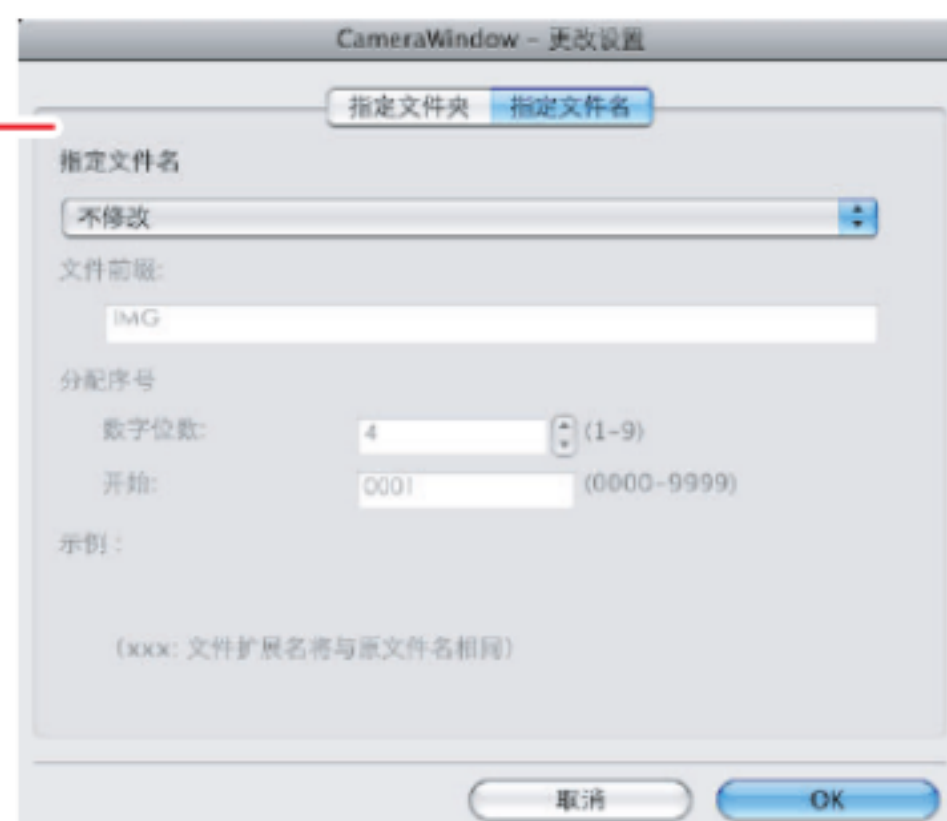 CameraWindow - 更改设置
指定文件夹 指定文件名
指定文件名
不修改
文件前缀:
IMG
分配序号
数字位数: 4 (1-9)
开始: 0001 (0000-9999)
示例:
(xxx: 文件扩展名将与原文件名相同)
取消 OK